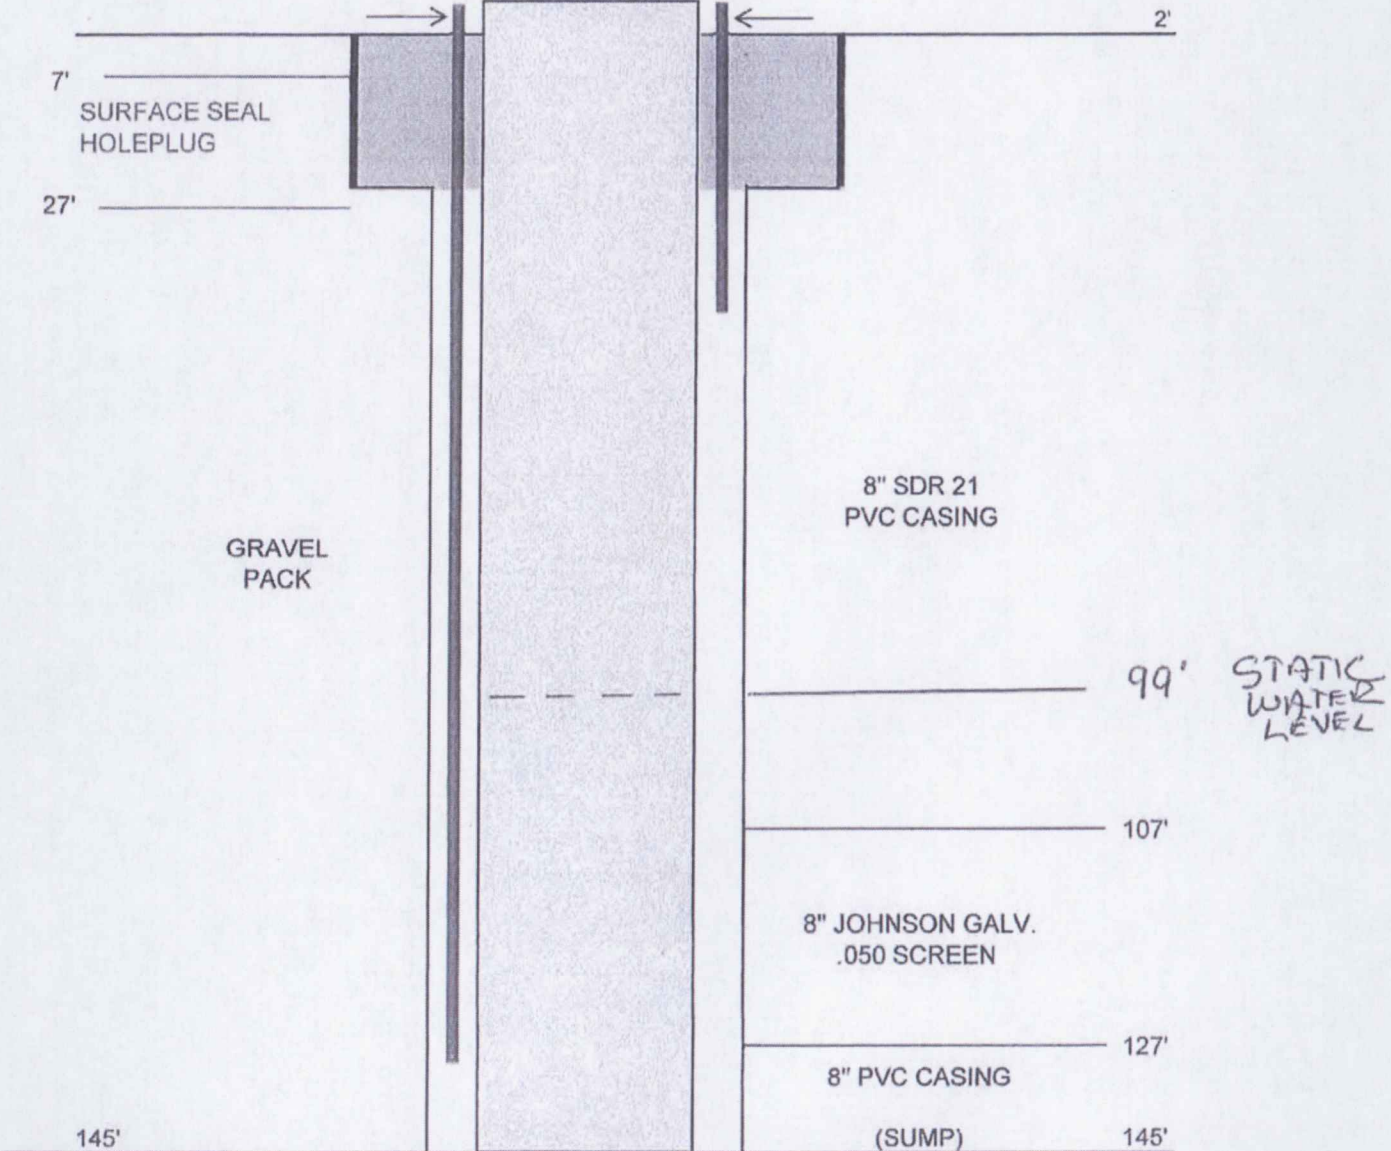 2'
7'
SURFACE SEAL
HOLEPLUG
27'
8" SDR 21
PVC CASING
GRAVEL
PACK
99'
STATIC
WATER
LEVEL
107'
8" JOHNSON GALV.
.050 SCREEN
127'
8" PVC CASING
145'
(SUMP)
145'